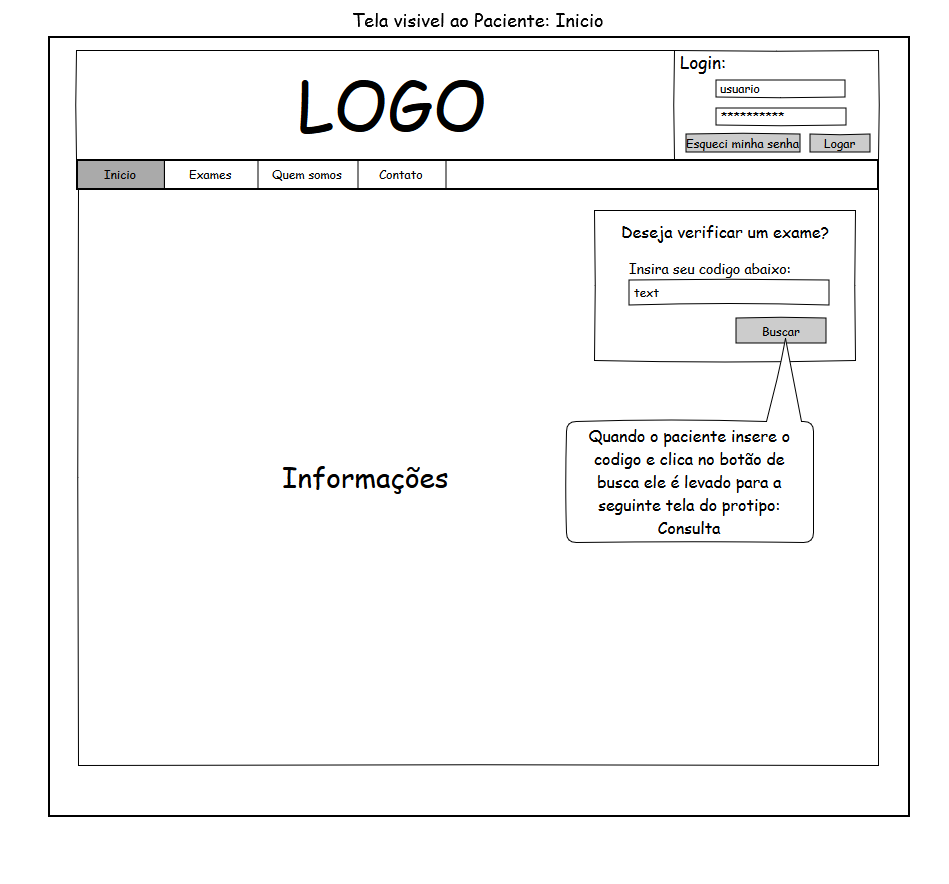 Tela visivel ao Paciente: Inicio
LOGO
Login:
usuario
**********
Esqueci minha senha
Logar
Inicio
Exames
Quem somos
Contato
Deseja verificar um exame?
Insira seu codigo abaixo:
text
Buscar
Quando o paciente insere o
codigo e clica no botão de
busca ele é levado para a
seguinte tela do protipo:
Consulta
Informações